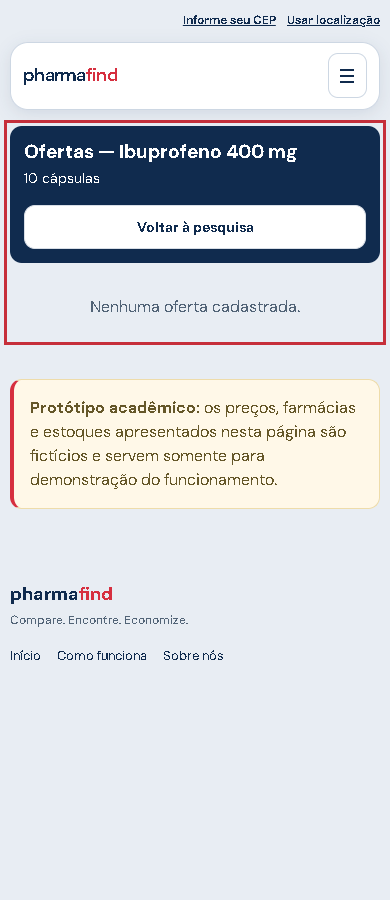 Informe seu CEP Usar localização
pharmafind
Ofertas — Ibuprofeno 400 mg
10 cápsulas
Voltar à pesquisa
Nenhuma oferta cadastrada.
Protótipo acadêmico: os preços, farmácias
e estoques apresentados nesta página são
fictícios e servem somente para
demonstração do funcionamento.
pharmafind
Compare. Encontre. Economize.
Início Como funciona Sobre nós